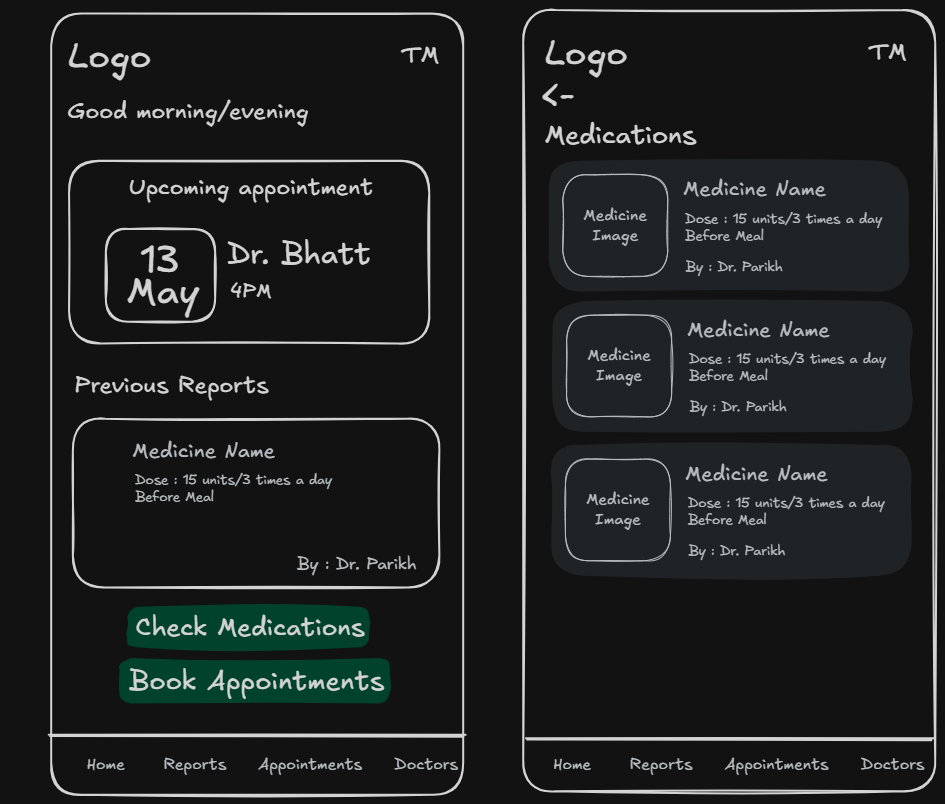 Logo
TM
Good morning/evening
Upcoming appointment
13
May
Dr. Bhatt
4PM
Previous Reports
Medicine Name
Dose : 15 units/3 times a day
Before Meal
By : Dr. Parikh
Check Medications
Book Appointments
Home
Reports
Appointments
Doctors
Logo
TM
<-
Medications
Medicine
Image
Medicine Name
Dose : 15 units/3 times a day
Before Meal
By : Dr. Parikh
Medicine
Image
Medicine Name
Dose : 15 units/3 times a day
Before Meal
By : Dr. Parikh
Medicine
Image
Medicine Name
Dose : 15 units/3 times a day
Before Meal
By : Dr. Parikh
Home
Reports
Appointments
Doctors